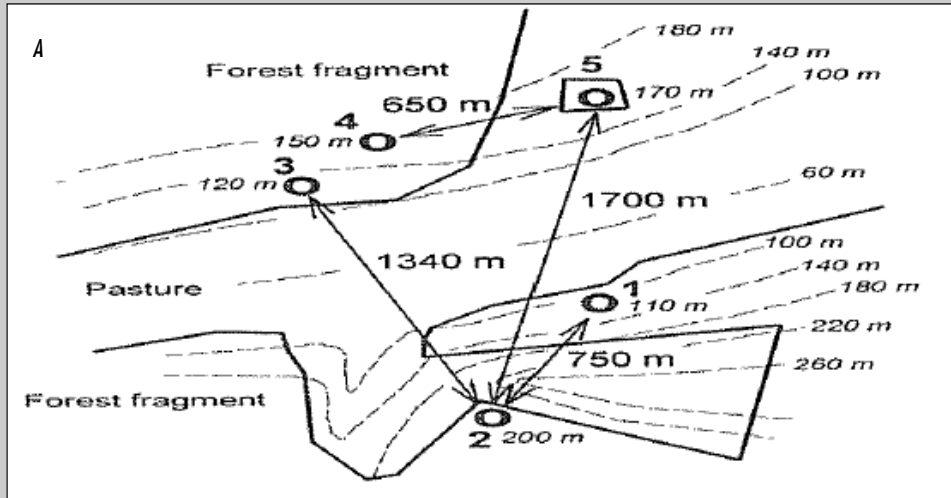 A
180 m
140 m
100 m
Forest fragment
5
170 m
650 m
4
150 m
3
120 m
60 m
1700 m
1340 m
100 m
140 m
Pasture
1
110 m
180 m
220 m
750 m
260 m
Forest fragment
2
200 m